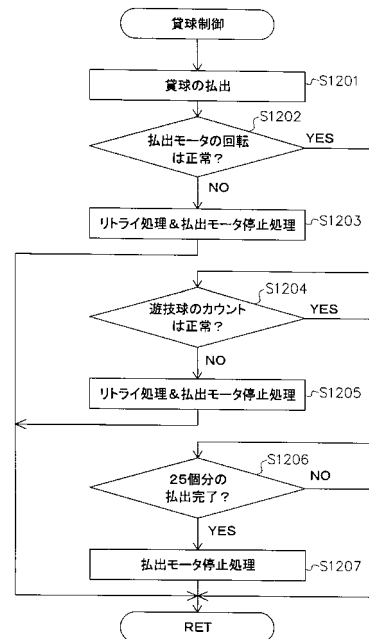 貸球制御
貸球の払出
S1201
S1202
払出モータの回転
は正常?
YES
NO
リトライ処理&払出モータ停止処理
S1203
S1204
遊技球のカウント
は正常?
YES
NO
リトライ処理&払出モータ停止処理
S1205
S1206
25個分の
払出完了?
NO
YES
払出モータ停止処理
S1207
RET